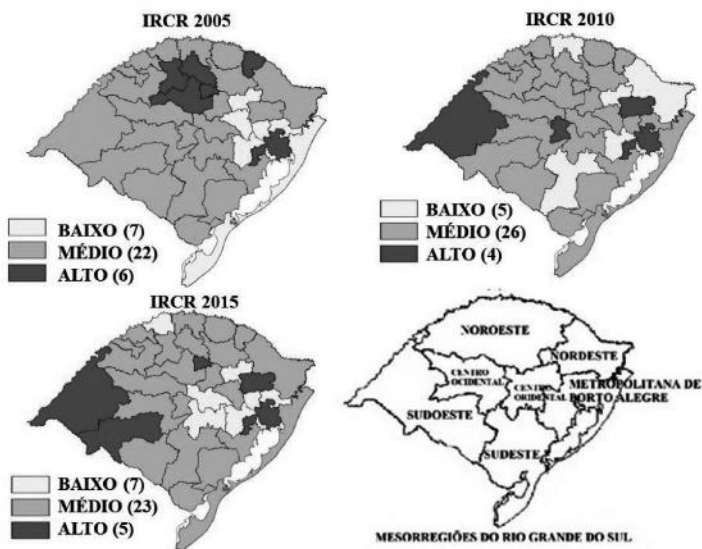 IRCR 2005
BAIXO (7)
MÉDIO (22)
ALTO (6)
IRCR 2010
BAIXO (5)
MÉDIO (26)
ALTO (4)
IRCR 2015
BAIXO (7)
MÉDIO (23)
ALTO (5)
NOROESTE
NORDESTE
CENTRO
OCIDENTAL
CENTRO
ORIDENTAL
METROPOLITANA DE
PORTO ALEGRE
SUDOESTE
SUDESTE
MESORREGIÕES DO RIO GRANDE DO SUL